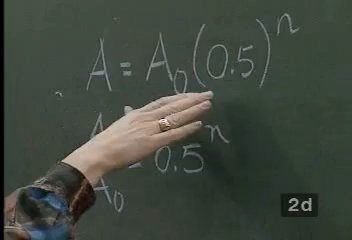 A = A₀(0.5)ⁿ
A
A₀ = 0.5ⁿ
2d